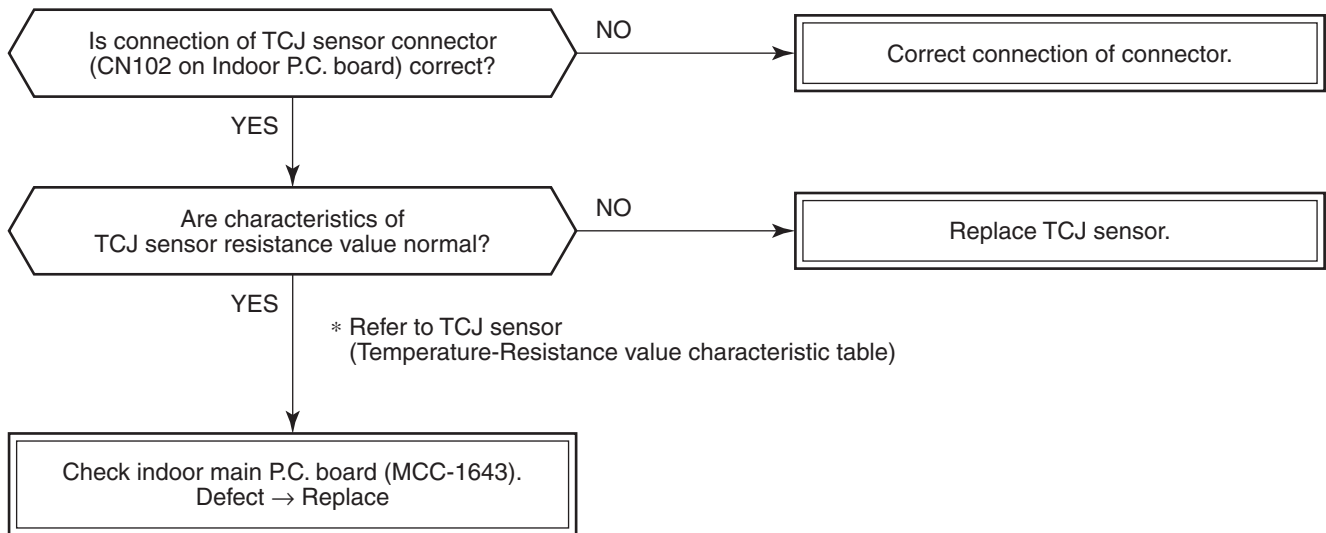 Is connection of TCJ sensor connector
(CN102 on Indoor P.C. board) correct?
NO
Correct connection of connector.
YES
Are characteristics of
TCJ sensor resistance value normal?
NO
Replace TCJ sensor.
YES
* Refer to TCJ sensor
(Temperature-Resistance value characteristic table)
Check indoor main P.C. board (MCC-1643).
Defect → Replace